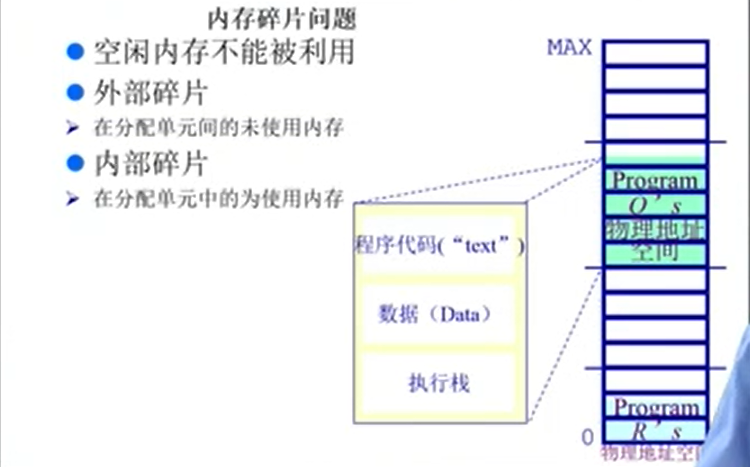 内存碎片问题
空闲内存不能被利用
外部碎片
在分配单元间的未使用内存
内部碎片
在分配单元中的为使用内存
程序代码(“text”)
数据（Data）
执行栈
MAX
Program
Q’s
物理地址
空间
Program
R’s
0
物理地址空间